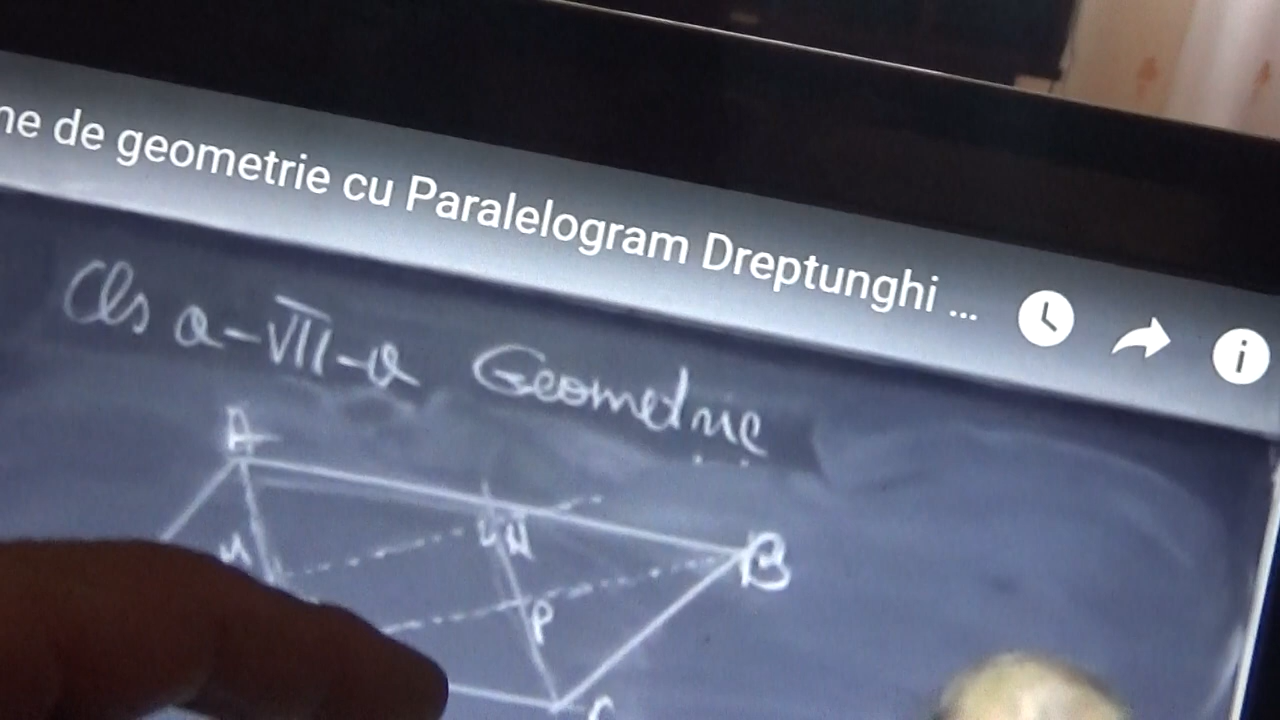 ne de geometrie cu Paralelogram Dreptunghi ...
Cls a-VII-a Geometrie
A
M
N
B
P
C